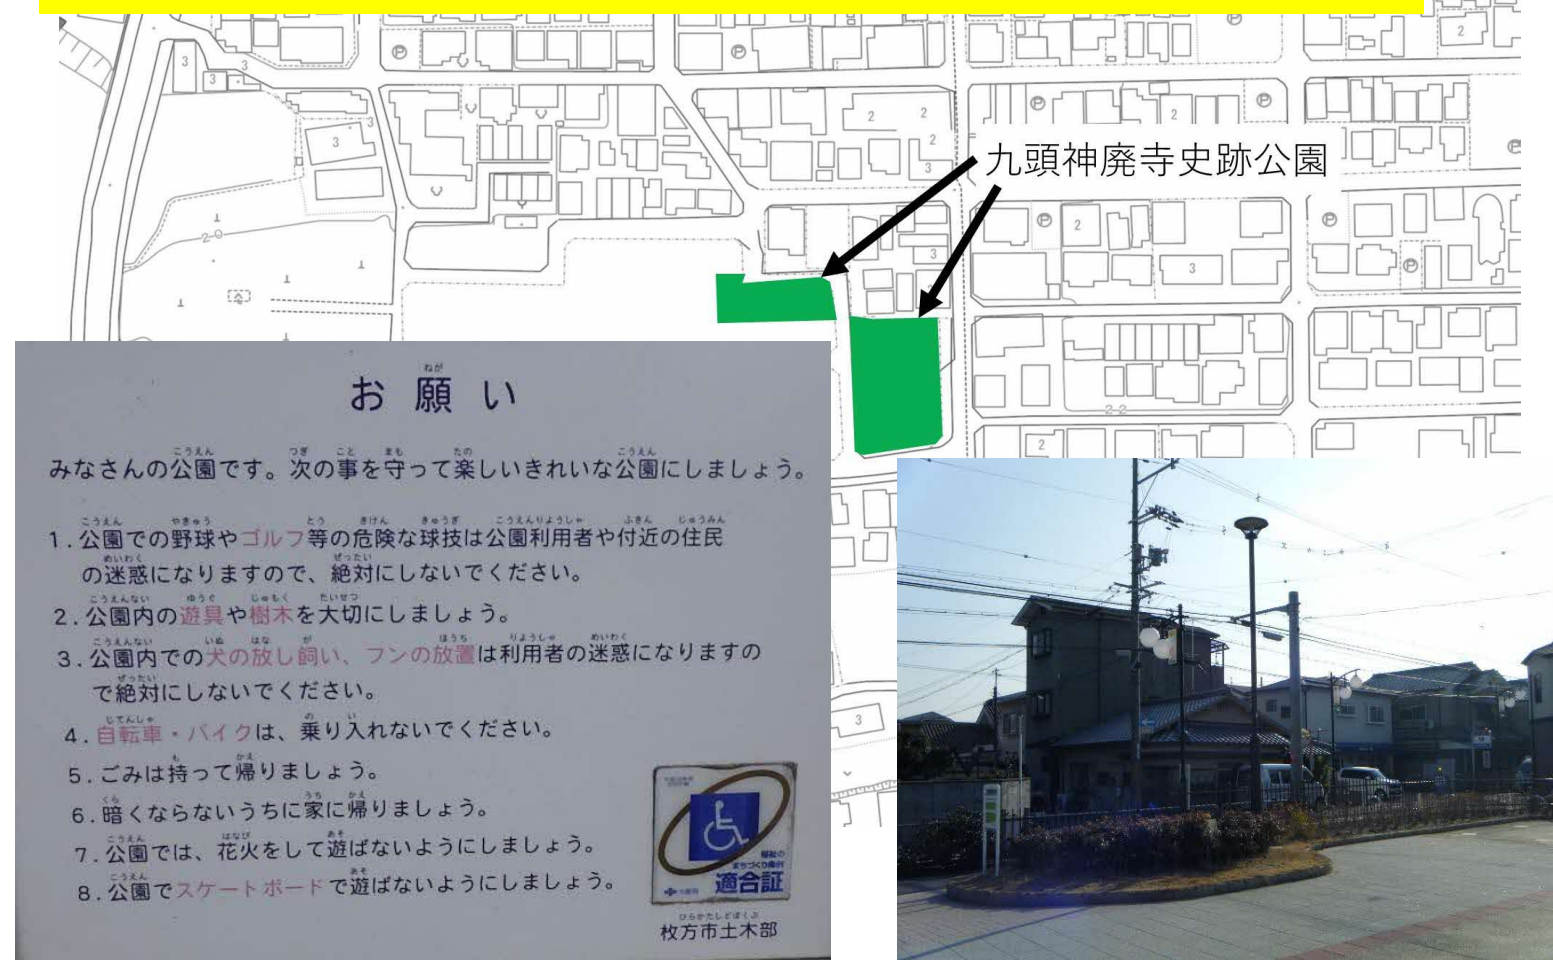 九頭神廃寺史跡公園
お願い
みなさんの公園です。次の事を守って楽しいきれいな公園にしましょう。
1.公園での野球やゴルフ等の危険な球技は公園利用者や付近の住民
の迷惑になりますので、絶対にしないでください。
2.公園内の遊具や樹木を大切にしましょう。
3.公園内での犬の放し飼い、フンの放置は利用者の迷惑になりますの
で絶対にしないでください。
4.自転車・バイクは、乗り入れないでください。
5.ごみは持って帰りましょう。
6.暗くならないうちに家に帰りましょう。
7.公園では、花火をして遊ばないようにしましょう。
8.公園でスケートボードで遊ばないようにしましょう。
福祉の
まちづくり条例
適合証
枚方市土木部